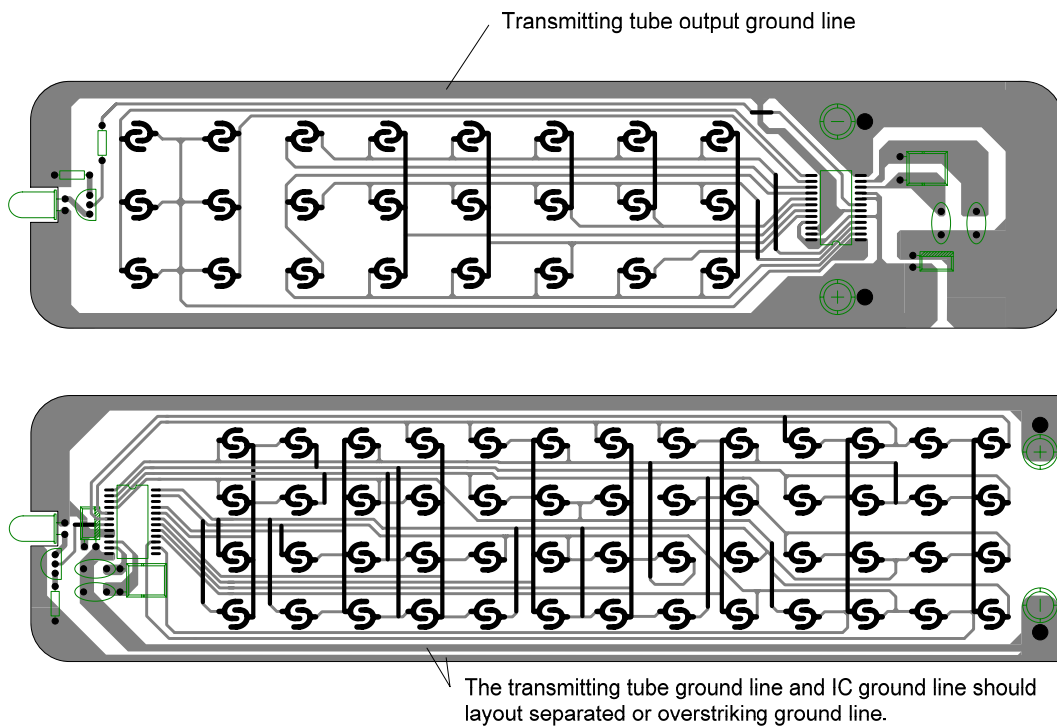 Transmitting tube output ground line
The transmitting tube ground line and IC ground line should
layout separated or overstriking ground line.